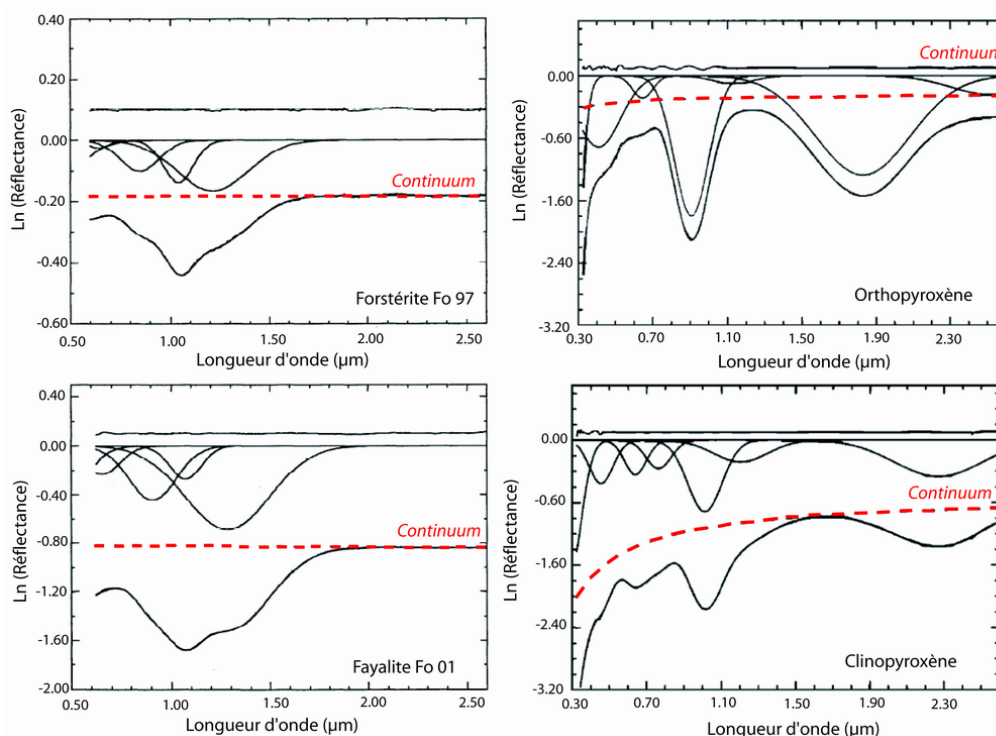 0.40
0.20
0.00
-0.20
-0.40
-0.60
Ln (Réflectance)
Continuum
Forstérite Fo 97
0.50
1.00
1.50
2.00
2.50
Longueur d'onde (µm)
Continuum
0.00
-0.60
-1.60
-2.40
-3.20
Ln (Réflectance)
Orthopyroxène
0.30
0.70
1.10
1.50
1.90
2.30
Longueur d'onde (µm)
0.40
0.00
-0.40
-0.80
-1.20
-1.60
-2.00
Ln (Réflectance)
Continuum
Fayalite Fo 01
0.50
1.00
1.50
2.00
2.50
Longueur d'onde (µm)
0.00
-0.60
-1.60
-2.40
-3.20
Ln (Réflectance)
Continuum
Clinopyroxène
0.30
0.70
1.10
1.50
1.90
2.30
Longueur d'onde (µm)